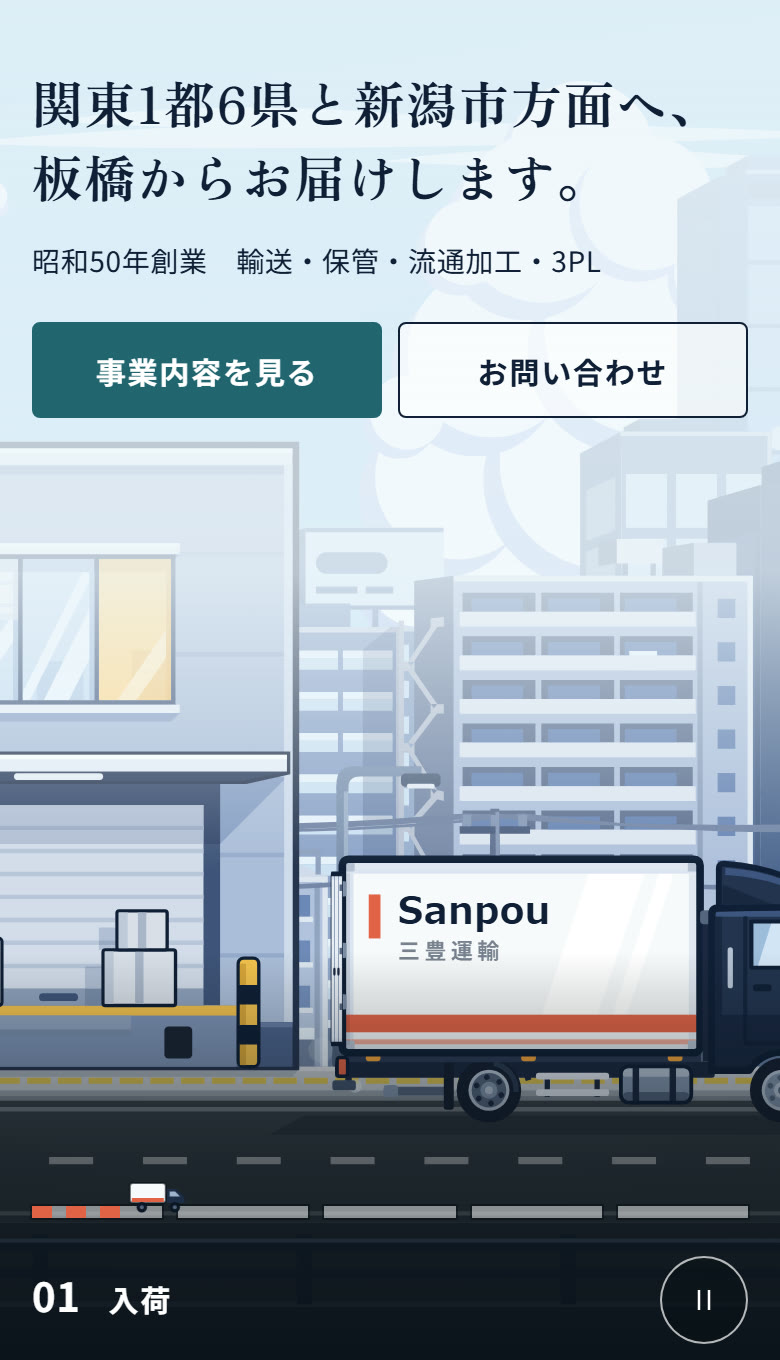 関東1都6県と新潟市方面へ、
板橋からお届けします。
昭和50年創業　輸送・保管・流通加工・3PL
事業内容を見る
お問い合わせ
Sanpou
三豊運輸
01 入荷